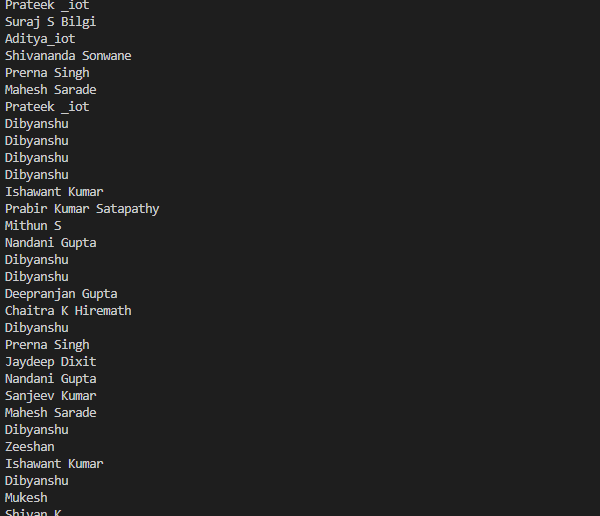 Prateek _iot
Suraj S Bilgi
Aditya_iot
Shivananda Sonwane
Prerna Singh
Mahesh Sarade
Prateek _iot
Dibyanshu
Dibyanshu
Dibyanshu
Dibyanshu
Ishawant Kumar
Prabir Kumar Satapathy
Mithun S
Nandani Gupta
Dibyanshu
Dibyanshu
Deepranjan Gupta
Chaitra K Hiremath
Dibyanshu
Prerna Singh
Jaydeep Dixit
Nandani Gupta
Sanjeev Kumar
Mahesh Sarade
Dibyanshu
Zeeshan
Ishawant Kumar
Dibyanshu
Mukesh
Shivan K